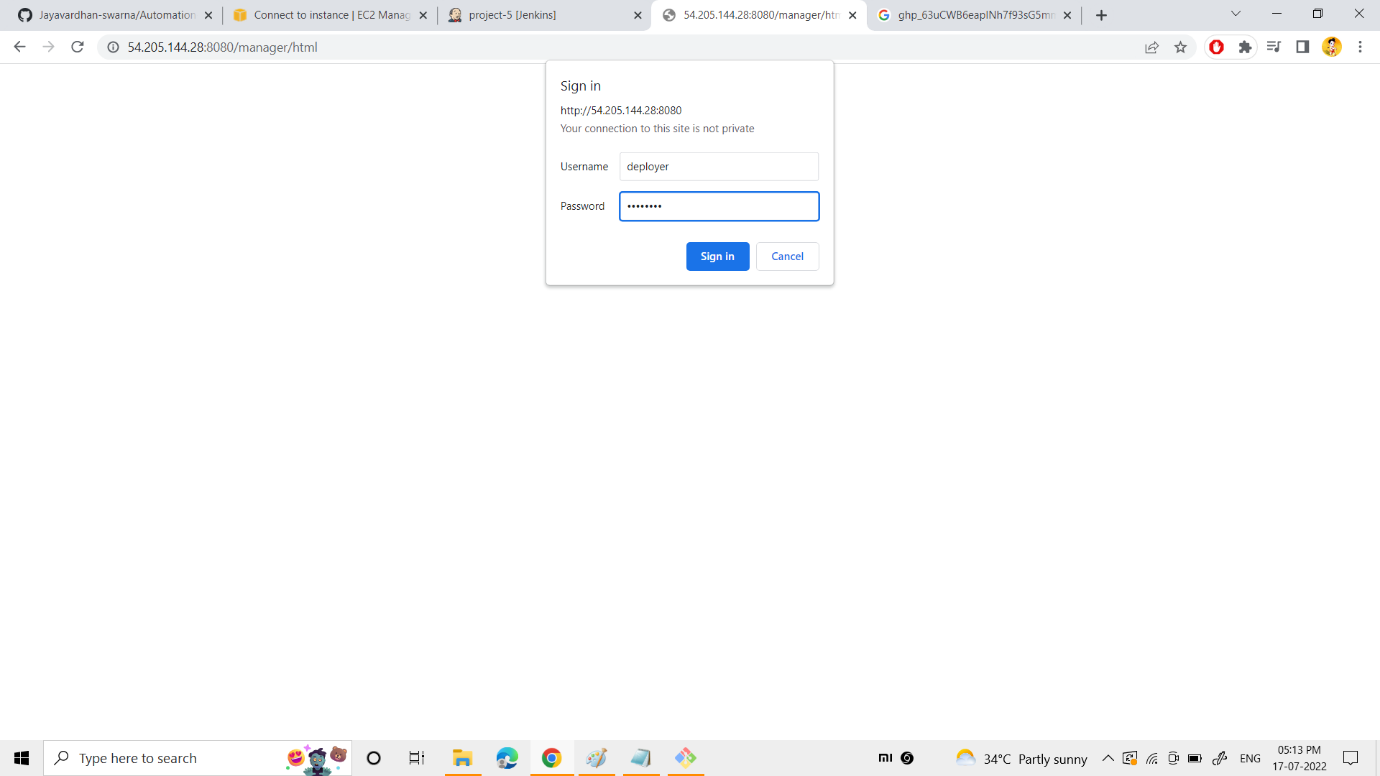 Jayavardhan-swarna/Automation
Connect to instance | EC2 Manag
project-5 [Jenkins]
54.205.144.28:8080/manager/htm
54.205.144.28:8080/manager/html
Sign in
http://54.205.144.28:8080
Your connection to this site is not private
Username deployer
Password ••••••••
Sign in Cancel
Type here to search
34°C Partly sunny
ENG
05:13 PM
17-07-2022